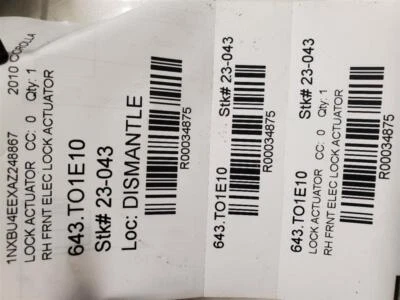 1NXBU4EEXAZ248867 2010 COROLLA
LOCK ACTUATOR CC: 0 Qty: 1
RH FRNT ELEC LOCK ACTUATOR
643.TO1E10
Stk# 23-043
Loc: DISMANTLE
R00034875
643.TO1E10 Stk# 23-043
R00034875
643.TO1E10 Stk# 23-043
LOCK ACTUATOR CC: 0 Qty: 1
RH FRNT ELEC LOCK ACTUATOR
R00034875